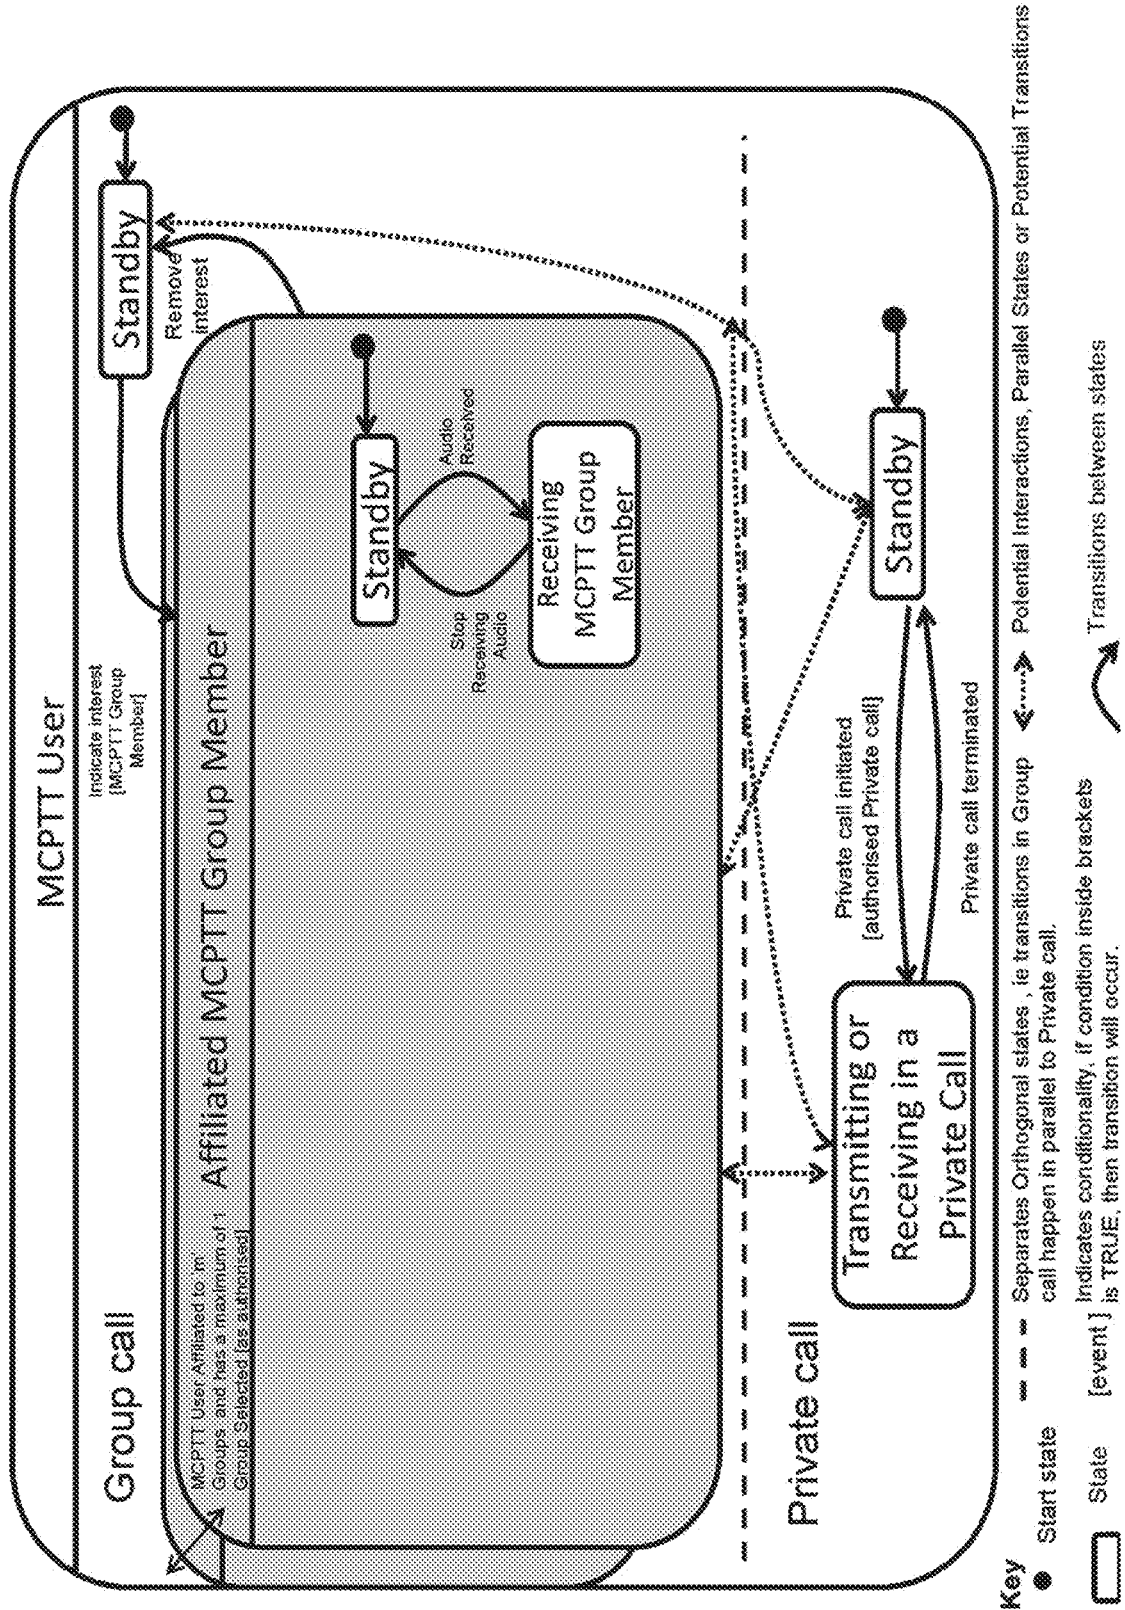 MCPTT User
Group call
Indicate interest
[MCPTT Group
Member]
Standby
Remove
interest
MCPTT User Affiliated to 'm'
Groups and has a maximum of 1
Group Selected [as authorised]
Affiliated MCPTT Group Member
Standby
Stop
Receiving
Audio
Audio
Received
Receiving
MCPTT Group
Member
Private call
Transmitting or
Receiving in a
Private Call
Private call initiated
[authorised Private call]
Private call terminated
Standby
Key
Start state
Separates Orthogonal states , ie transitions in Group
call happen in parallel to Private call.
Potential Interactions, Parallel States or Potential Transitions
State
[event]
Indicates conditionality, if condition inside brackets
is TRUE, then transition will occur.
Transitions between states